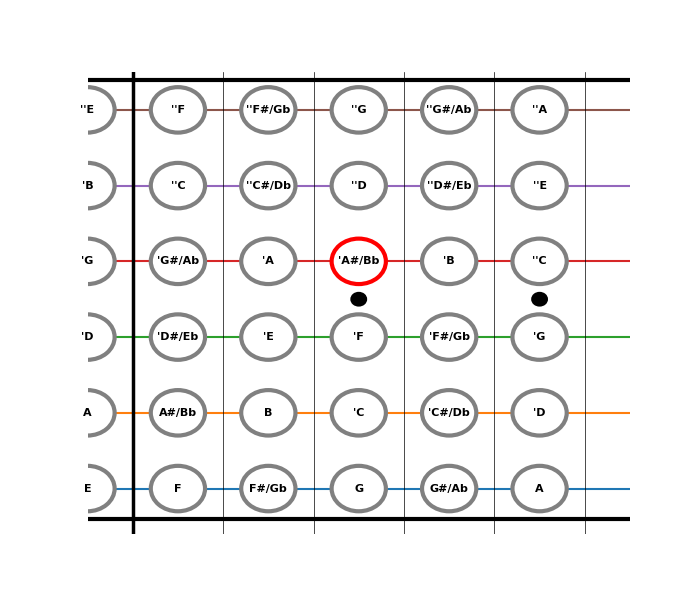 ''E ''F ''F#/Gb ''G ''G#/Ab ''A
'B ''C ''C#/Db ''D ''D#/Eb ''E
'G 'G#/Ab 'A 'A#/Bb 'B ''C
'D 'D#/Eb 'E 'F 'F#/Gb 'G
A A#/Bb B 'C 'C#/Db 'D
E F F#/Gb G G#/Ab A